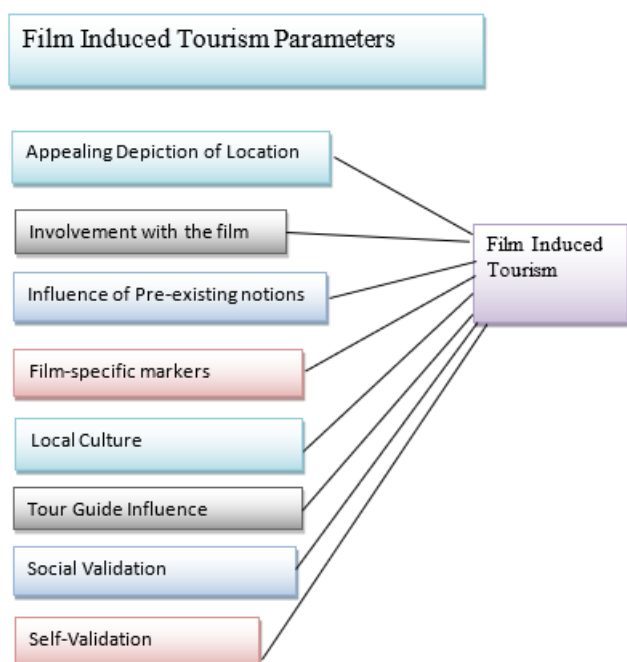 Film Induced Tourism Parameters
Appealing Depiction of Location
Involvement with the film
Film Induced
Tourism
Influence of Pre-existing notions
Film-specific markers
Local Culture
Tour Guide Influence
Social Validation
Self-Validation